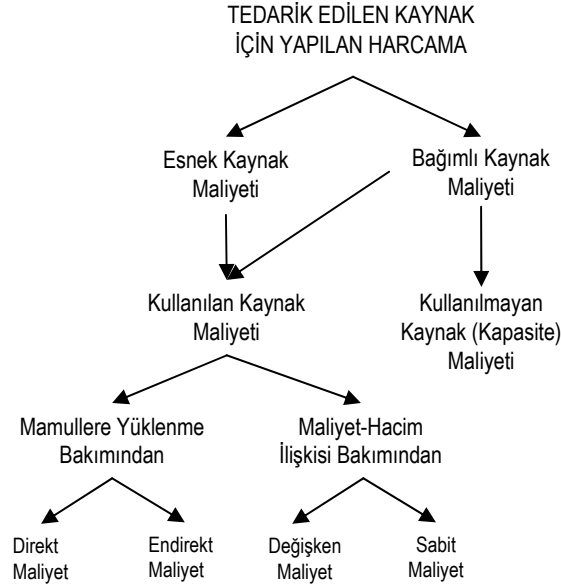 TEDARİK EDİLEN KAYNAK
İÇİN YAPILAN HARCAMA
Esnek Kaynak
Maliyeti
Bağımlı Kaynak
Maliyeti
Kullanılan Kaynak
Maliyeti
Kullanılmayan
Kaynak (Kapasite)
Maliyeti
Mamullere Yüklenme
Bakımından
Maliyet-Hacim
İlişkisi Bakımından
Direkt
Maliyet
Endirekt
Maliyet
Değişken
Maliyet
Sabit
Maliyet